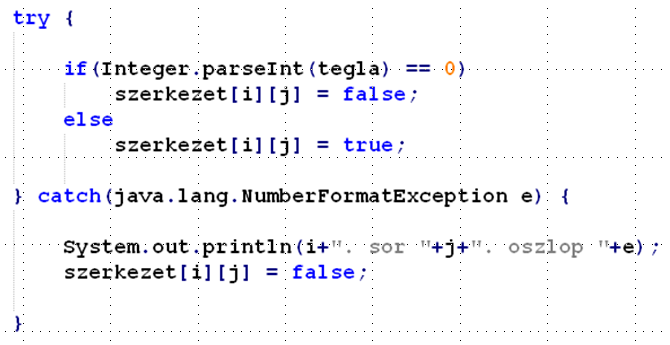 try {
if(Integer.parseInt(tegla) == 0)
szerkezet[i][j] = false;
else
szerkezet[i][j] = true;
} catch(java.lang.NumberFormatException e) {
System.out.println(i+". sor "+j+". oszlop "+e);
szerkezet[i][j] = false;
}